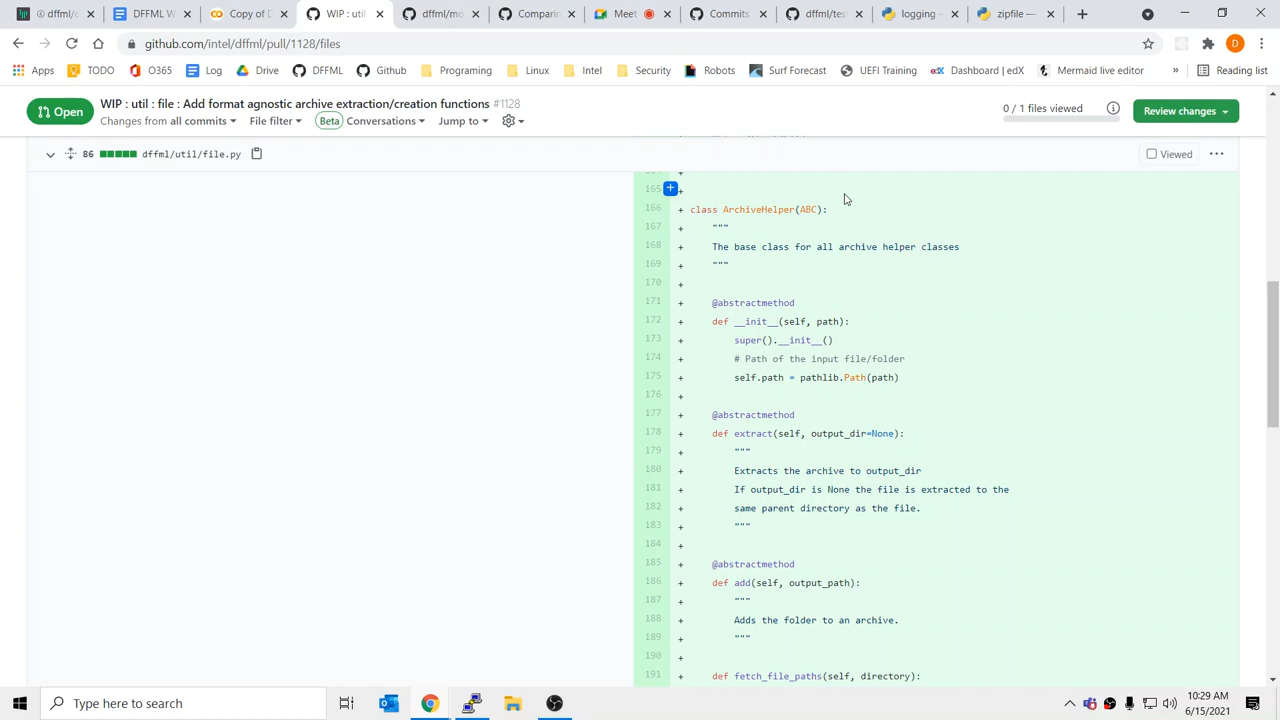 @/dffml/c
DFFML W
Copy of D
WIP : util
dffml/m
Comparin
Meet
Commits
dffml/test
logging —
zipfile —
github.com/intel/dffml/pull/1128/files
D
Apps
TODO
O365
Log
Drive
DFFML
Github
Programing
Linux
Intel
Security
Robots
Surf Forecast
UEFI Training
edX
Dashboard | edX
Mermaid live editor
»
Reading list
Open
WIP : util : file : Add format agnostic archive extraction/creation functions #1128
Changes from all commits
File filter
Beta
Conversations
Jump to
0 / 1 files viewed
Review changes
86
dffml/util/file.py
Viewed
+
165 +
166 + class ArchiveHelper(ABC):
167 + """
168 + The base class for all archive helper classes
169 + """
170 +
171 + @abstractmethod
172 + def __init__(self, path):
173 + super().__init__()
174 + # Path of the input file/folder
175 + self.path = pathlib.Path(path)
176 +
177 + @abstractmethod
178 + def extract(self, output_dir=None):
179 + """
180 + Extracts the archive to output_dir
181 + If output_dir is None the file is extracted to the
182 + same parent directory as the file.
183 + """
184 +
185 + @abstractmethod
186 + def add(self, output_path):
187 + """
188 + Adds the folder to an archive.
189 + """
190 +
191 + def fetch_file_paths(self, directory):
Type here to search
10:29 AM
6/15/2021